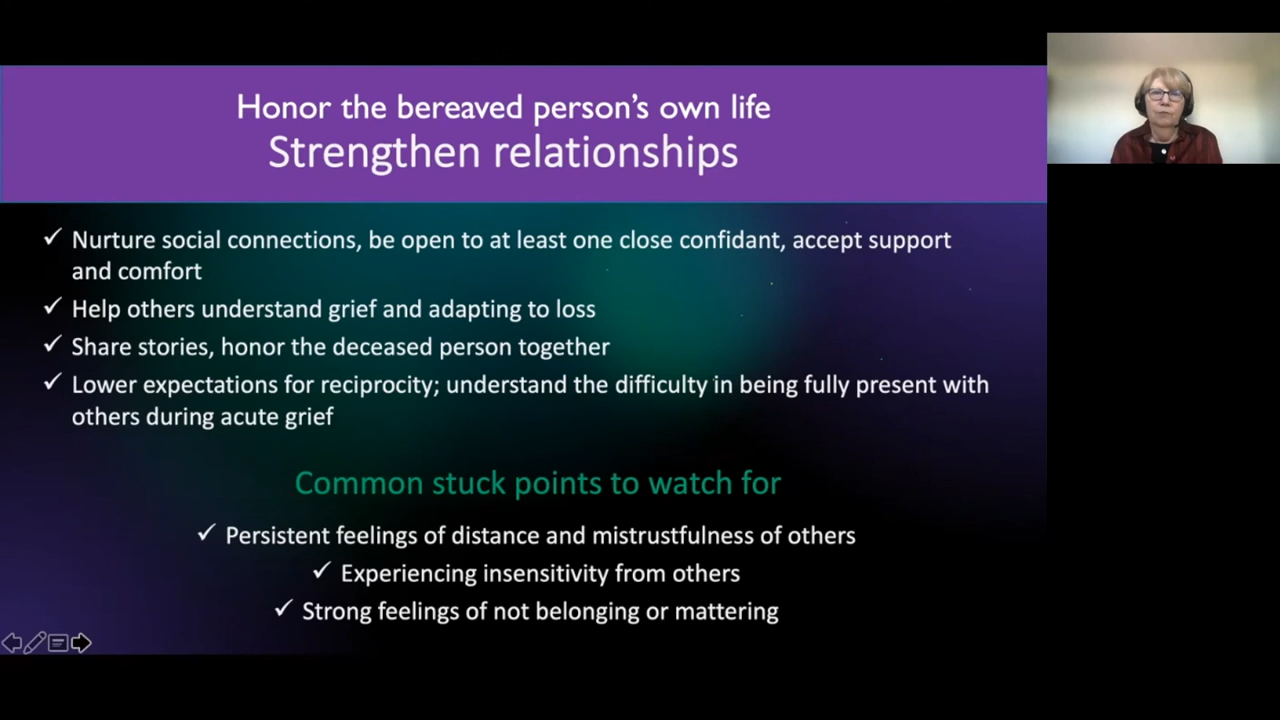 Honor the bereaved person’s own life
Strengthen relationships
✓ Nurture social connections, be open to at least one close confidant, accept support
and comfort
✓ Help others understand grief and adapting to loss
✓ Share stories, honor the deceased person together
✓ Lower expectations for reciprocity; understand the difficulty in being fully present with
others during acute grief
Common stuck points to watch for
✓ Persistent feelings of distance and mistrustfulness of others
✓ Experiencing insensitivity from others
✓ Strong feelings of not belonging or mattering